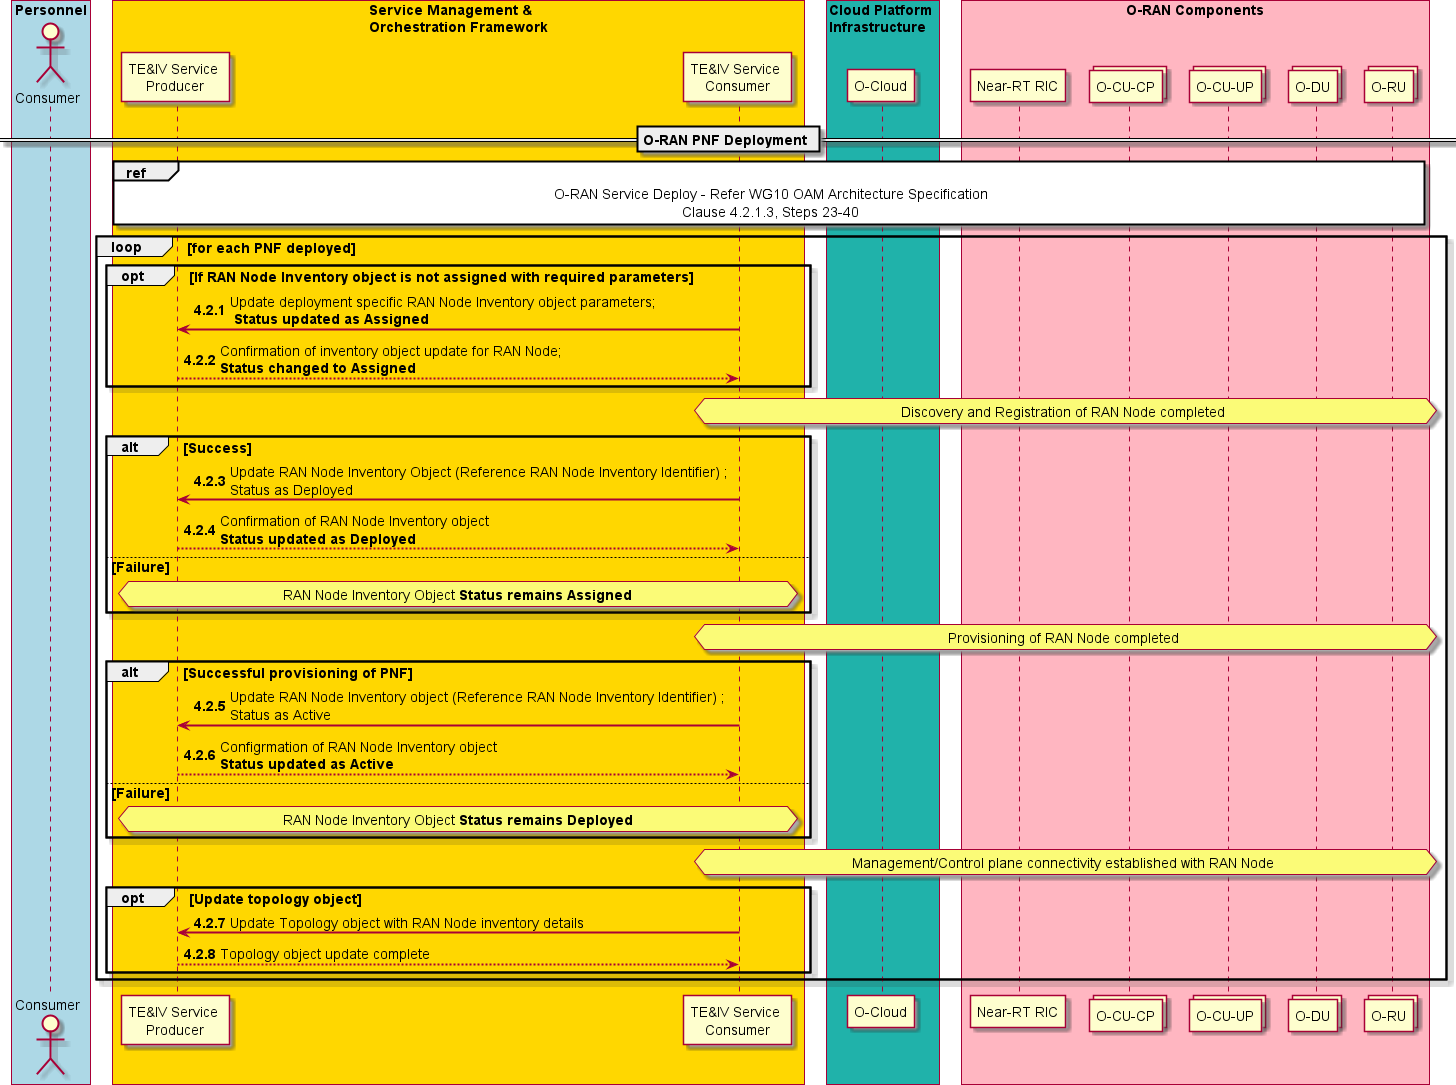 Personnel
Service Management &
Orchestration Framework
Cloud Platform
Infrastructure
O-RAN Components
Consumer
TE&IV Service
Producer
TE&IV Service
Consumer
O-Cloud
Near-RT RIC
O-CU-CP
O-CU-UP
O-DU
O-RU
O-RAN PNF Deployment
ref
O-RAN Service Deploy - Refer WG10 OAM Architecture Specification
Clause 4.2.1.3, Steps 23-40
loop [for each PNF deployed]
opt [If RAN Node Inventory object is not assigned with required parameters]
4.2.1 Update deployment specific RAN Node Inventory object parameters;
Status updated as Assigned
4.2.2 Confirmation of inventory object update for RAN Node;
Status changed to Assigned
Discovery and Registration of RAN Node completed
alt [Success]
4.2.3 Update RAN Node Inventory Object (Reference RAN Node Inventory Identifier) ;
Status as Deployed
4.2.4 Confirmation of RAN Node Inventory object
Status updated as Deployed
[Failure]
RAN Node Inventory Object Status remains Assigned
Provisioning of RAN Node completed
alt [Successful provisioning of PNF]
4.2.5 Update RAN Node Inventory object (Reference RAN Node Inventory Identifier) ;
Status as Active
4.2.6 Configrmation of RAN Node Inventory object
Status updated as Active
[Failure]
RAN Node Inventory Object Status remains Deployed
Management/Control plane connectivity established with RAN Node
opt [Update topology object]
4.2.7 Update Topology object with RAN Node inventory details
4.2.8 Topology object update complete
Consumer
TE&IV Service
Producer
TE&IV Service
Consumer
O-Cloud
Near-RT RIC
O-CU-CP
O-CU-UP
O-DU
O-RU